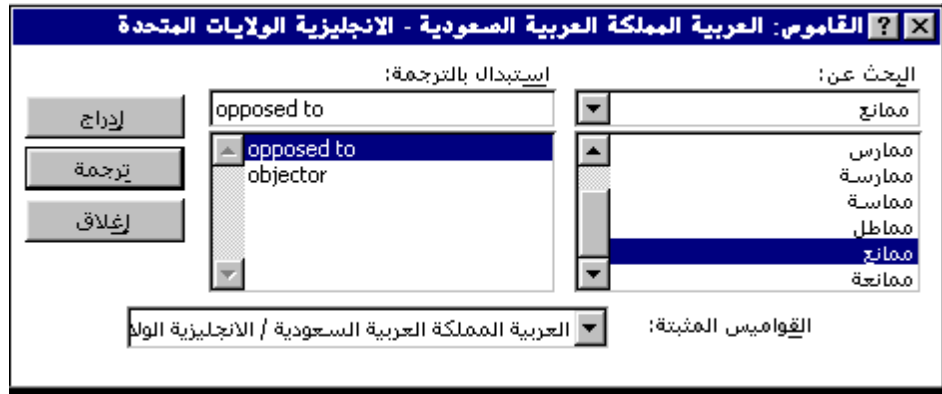 القاموس: العربية المملكة العربية السعودية - الانجليزية الولايات المتحدة
البحث عن:
استبدال بالترجمة:
ممانع
opposed to
إدراج
ممارس
ممارسة
مماسة
مماطل
ممانع
ممانعة
opposed to
objector
ترجمة
إغلاق
القواميس المثبتة:
العربية المملكة العربية السعودية / الانجليزية الولا